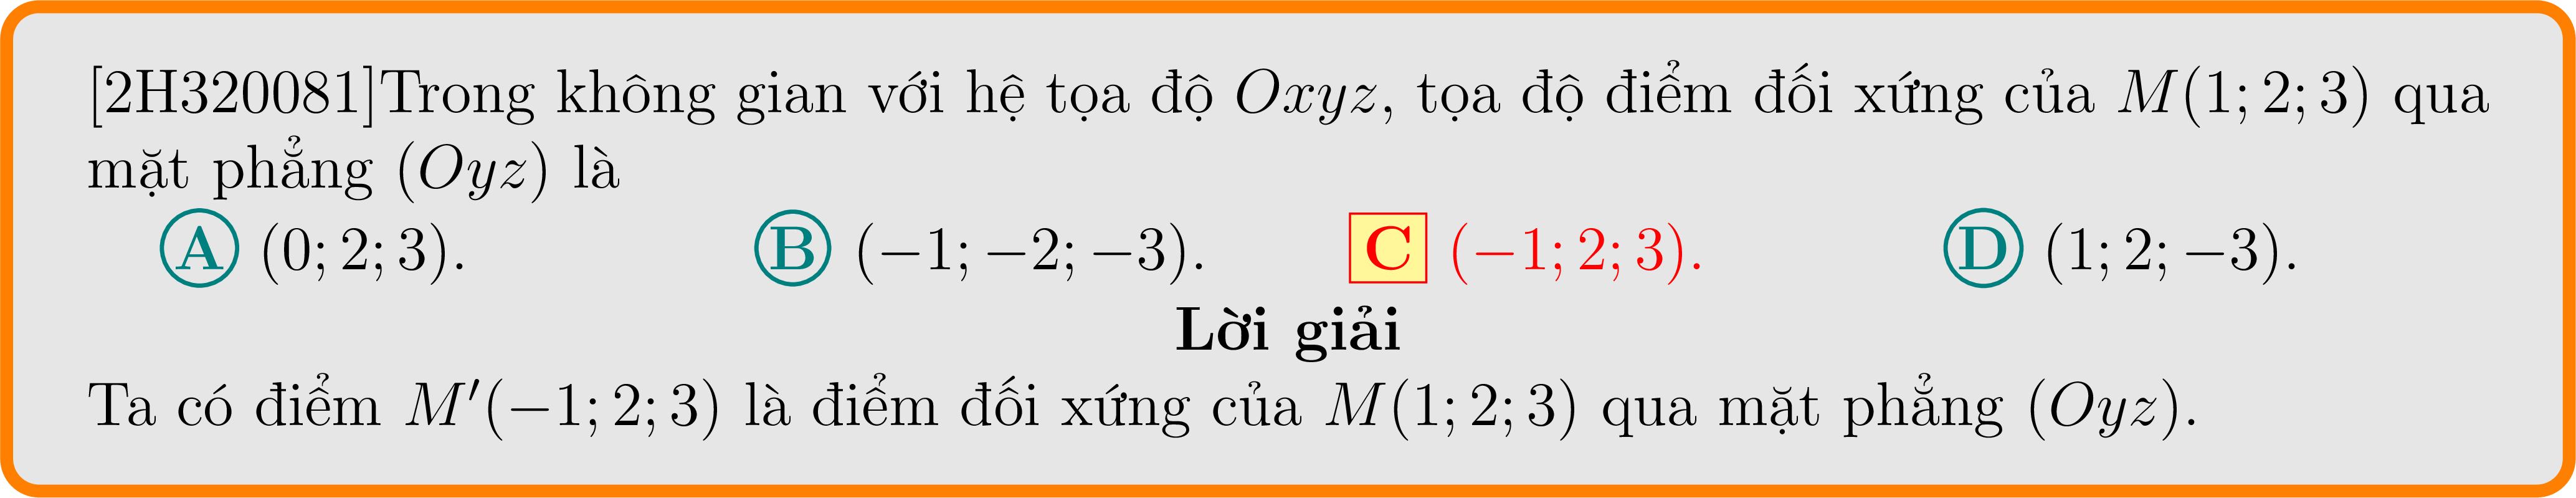 [2H320081]Trong không gian với hệ tọa độ Oxyz, tọa độ điểm đối xứng của M(1; 2; 3) qua
mặt phẳng (Oyz) là
A (0; 2; 3). B (−1; −2; −3). C (−1; 2; 3). D (1; 2; −3).
Lời giải
Ta có điểm M′(−1; 2; 3) là điểm đối xứng của M(1; 2; 3) qua mặt phẳng (Oyz).